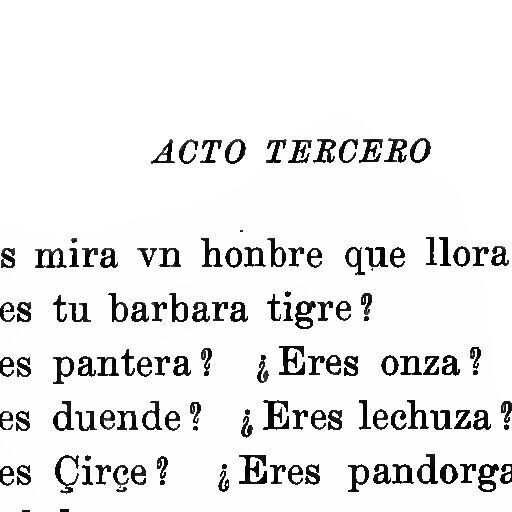 ACTO TERCERO
s mira vn honbre que llora
es tu barbara tigre?
es pantera? ¿Eres onza?
es duende? ¿Eres lechuza?
es Çirçe? ¿Eres pandorga